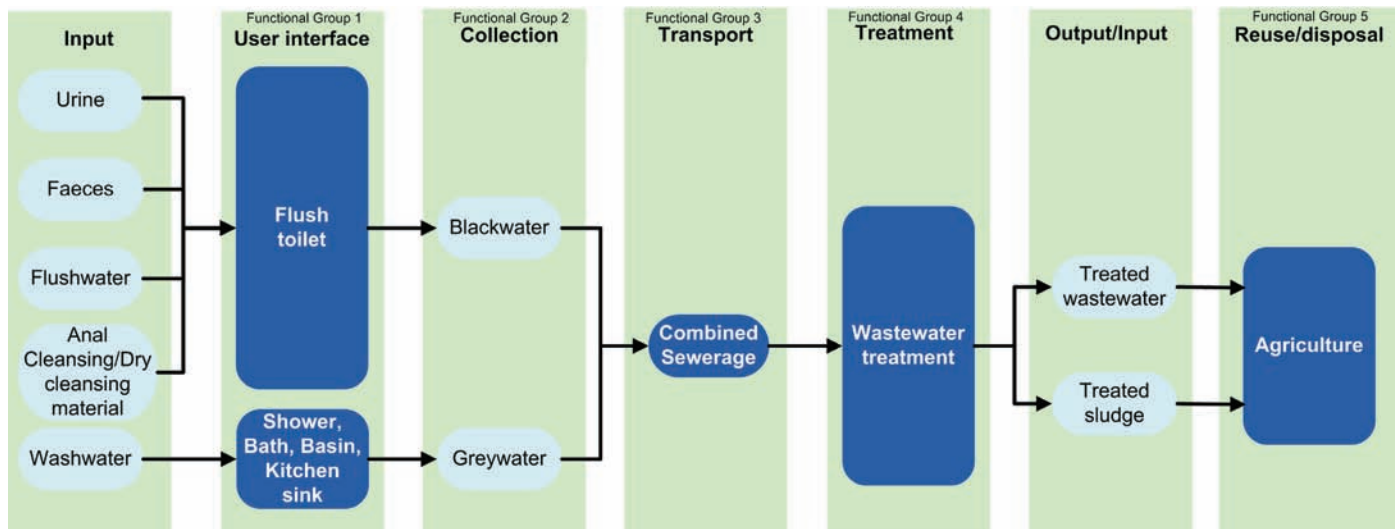 Input
Functional Group 1
User interface
Functional Group 2
Collection
Functional Group 3
Transport
Functional Group 4
Treatment
Output/Input
Functional Group 5
Reuse/disposal
Urine
Faeces
Flushwater
Anal
Cleansing/Dry
cleansing
material
Washwater
Flush
toilet
Shower,
Bath, Basin,
Kitchen
sink
Blackwater
Greywater
Combined
Sewerage
Wastewater
treatment
Treated
wastewater
Treated
sludge
Agriculture